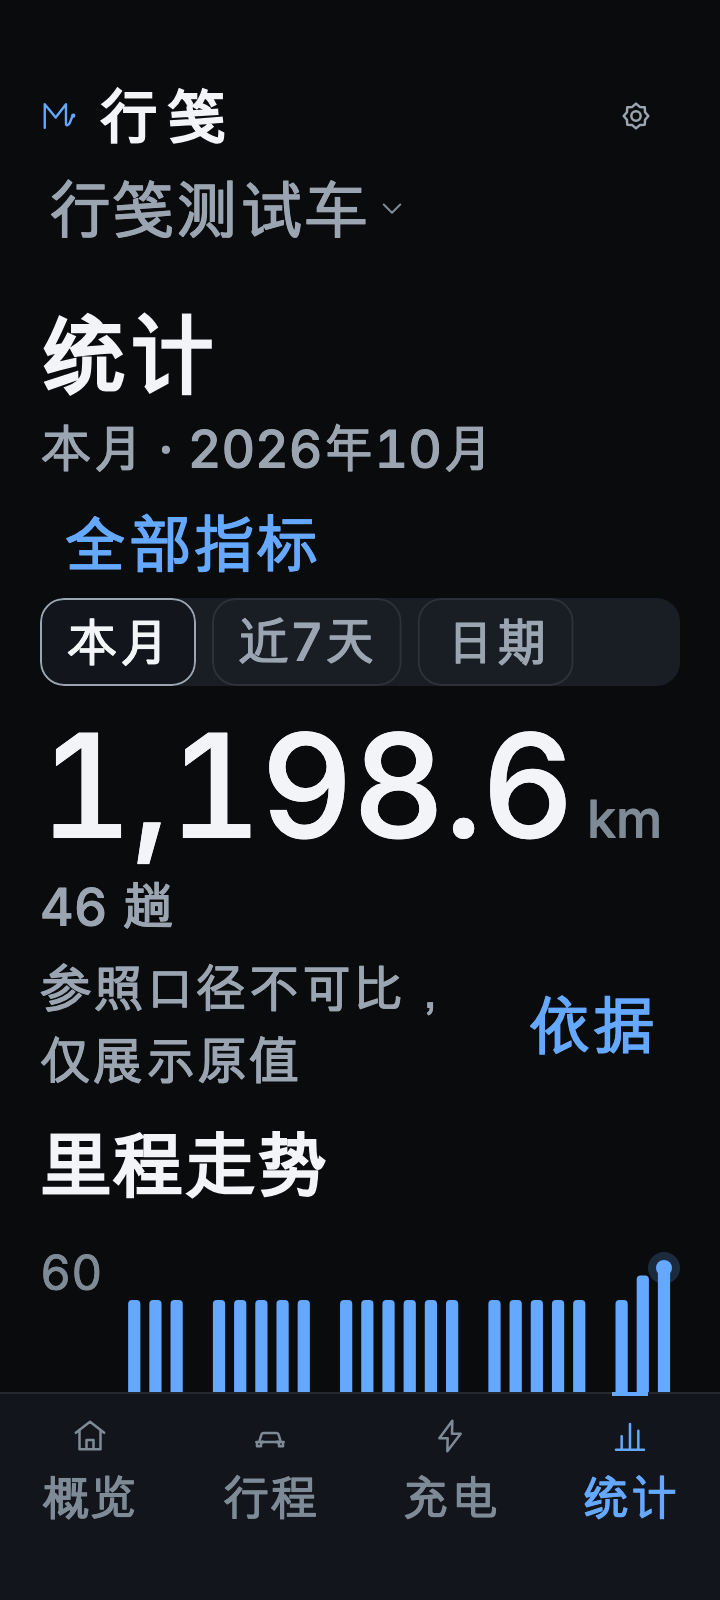 行笺
行笺测试车
统计
本月 · 2026年10月
全部指标
本月 近7天 日期
1,198.6 km
46 趟
参照口径不可比，
仅展示原值
依据
里程走势
60
概览 行程 充电 统计